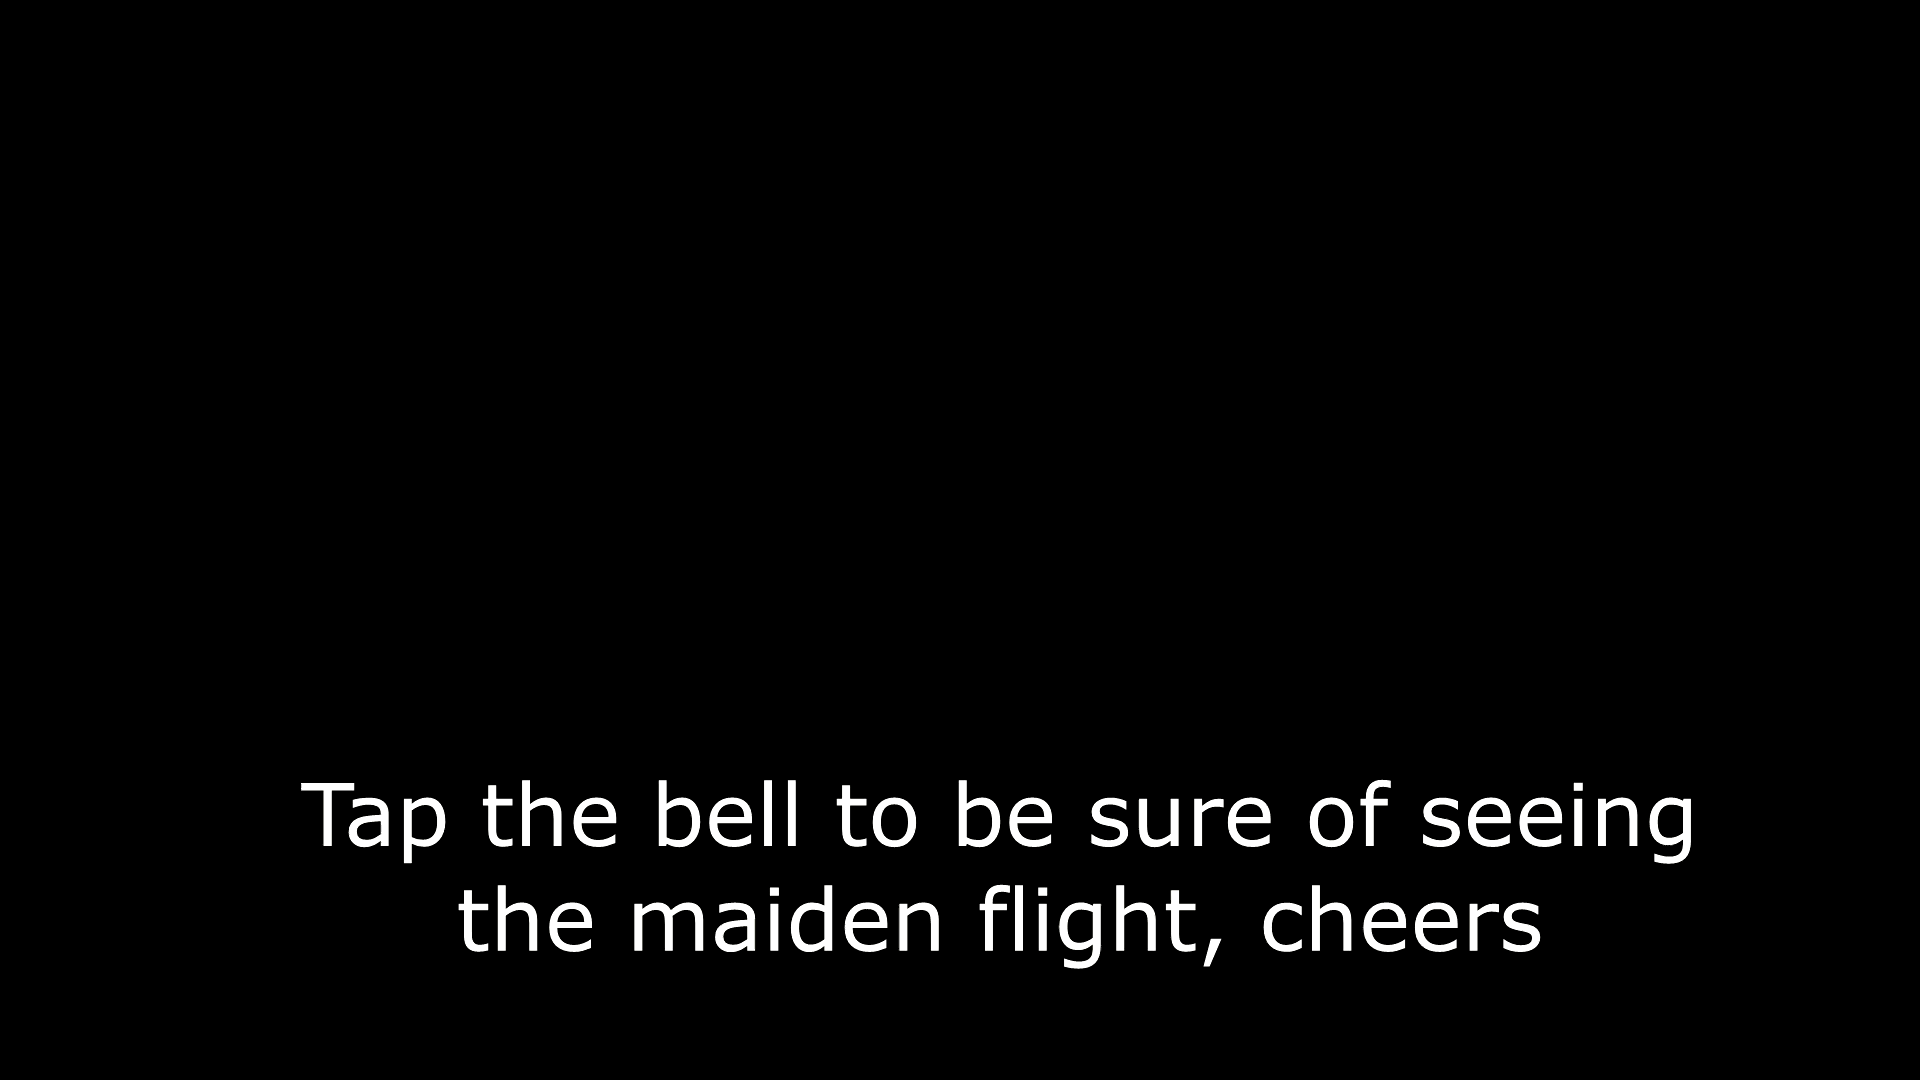 Tap the bell to be sure of seeing
the maiden flight, cheers